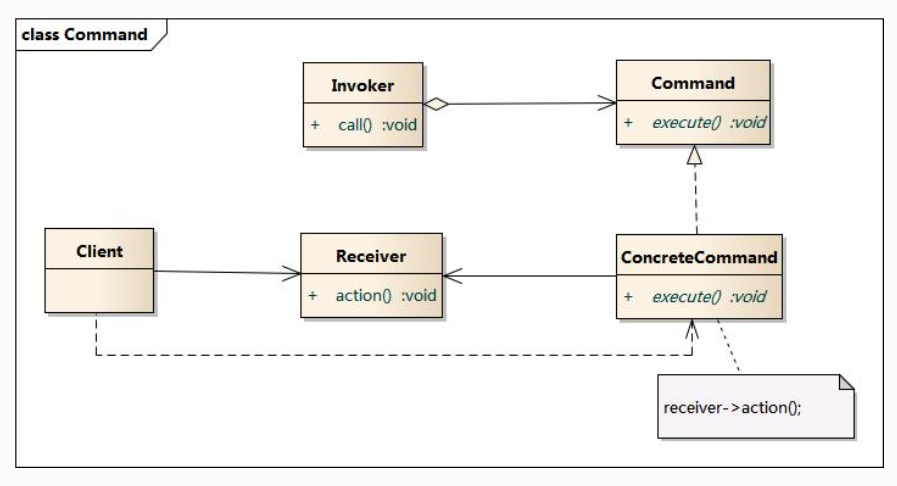 class Command
Invoker
+ call() :void
Command
+ execute() :void
Client
Receiver
+ action() :void
ConcreteCommand
+ execute() :void
receiver->action();